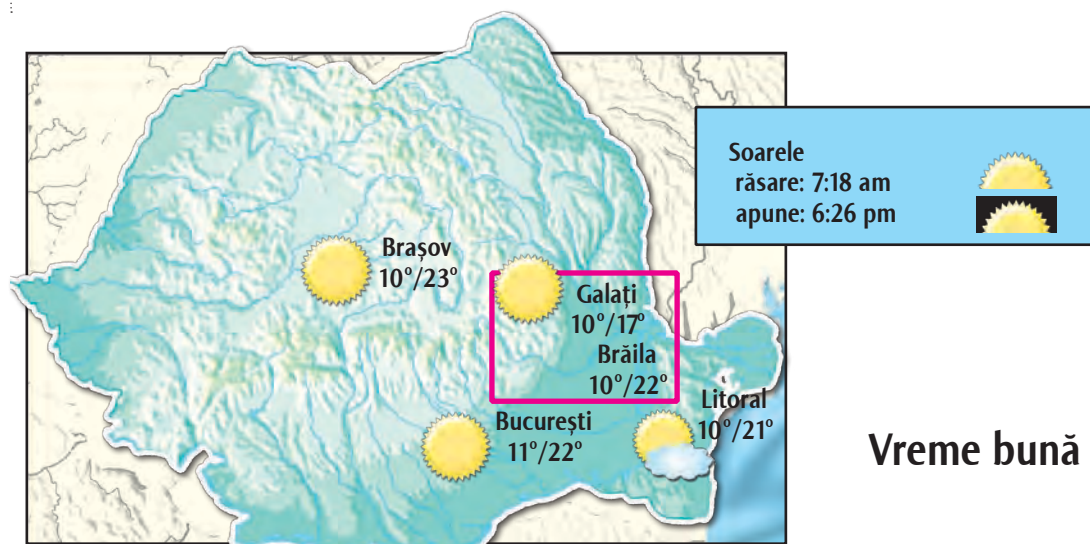 Soarele
răsare: 7:18 am
apune: 6:26 pm
Brașov
10°/23°
Galați
10°/17°
Brăila
10°/22°
Litoral
10°/21°
București
11°/22°
Vreme bună